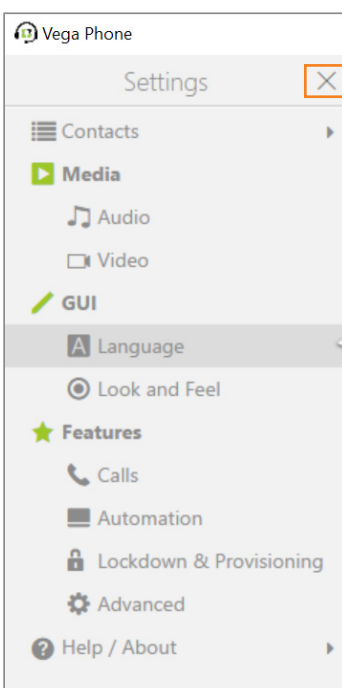 Vega Phone
Settings
Contacts
Media
Audio
Video
GUI
A Language
Look and Feel
Features
Calls
Automation
Lockdown & Provisioning
Advanced
? Help / About